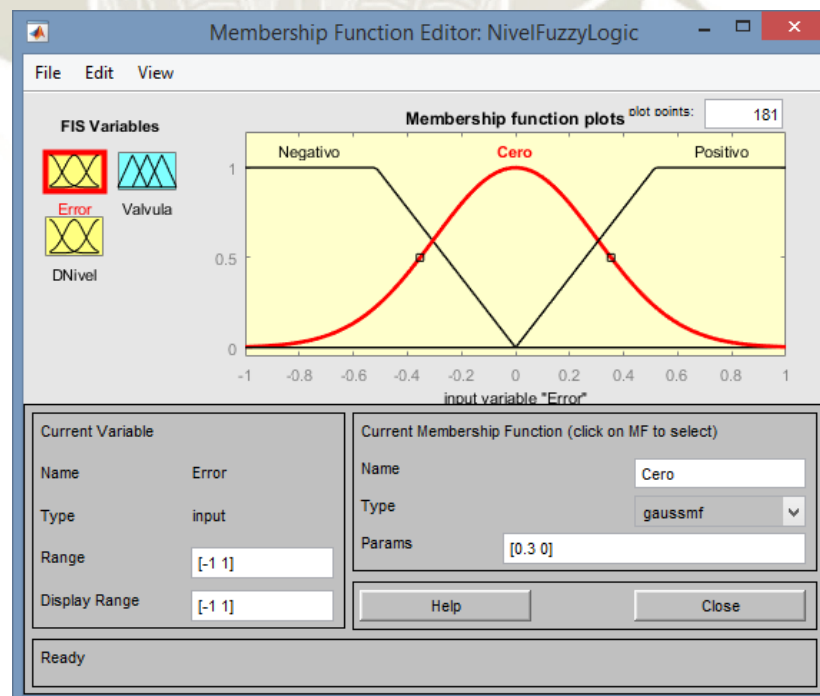 Membership Function Editor: NivelFuzzyLogic
File Edit View
FIS Variables
Error
Valvula
DNivel
Membership function plots
plot points:
181
Negativo
Cero
Positivo
1
0.5
0
-1 -0.8 -0.6 -0.4 -0.2 0 0.2 0.4 0.6 0.8 1
input variable "Error"
Current Variable
Name Error
Type input
Range [-1 1]
Display Range [-1 1]
Current Membership Function (click on MF to select)
Name Cero
Type gaussmf
Params [0.3 0]
Help Close
Ready